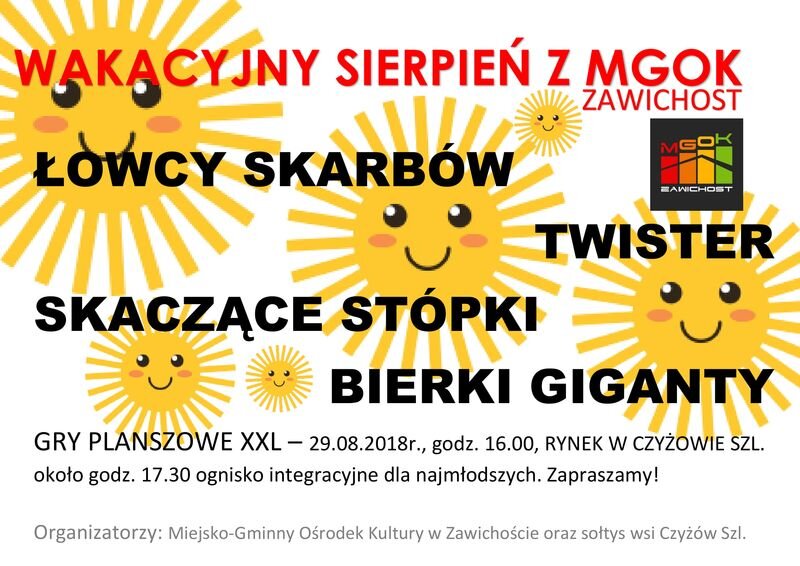 WAKACYJNY SIERPIEŃ Z MGOK
ZAWICHOST
MGOK
ZAWICHOST
ŁOWCY SKARBÓW
TWISTER
SKACZĄCE STÓPKI
BIERKI GIGANTY
GRY PLANSZOWE XXL – 29.08.2018r., godz. 16.00, RYNEK W CZYŻOWIE SZL.
około godz. 17.30 ognisko integracyjne dla najmłodszych. Zapraszamy!
Organizatorzy: Miejsko-Gminny Ośrodek Kultury w Zawichoście oraz sołtys wsi Czyżów Szl.